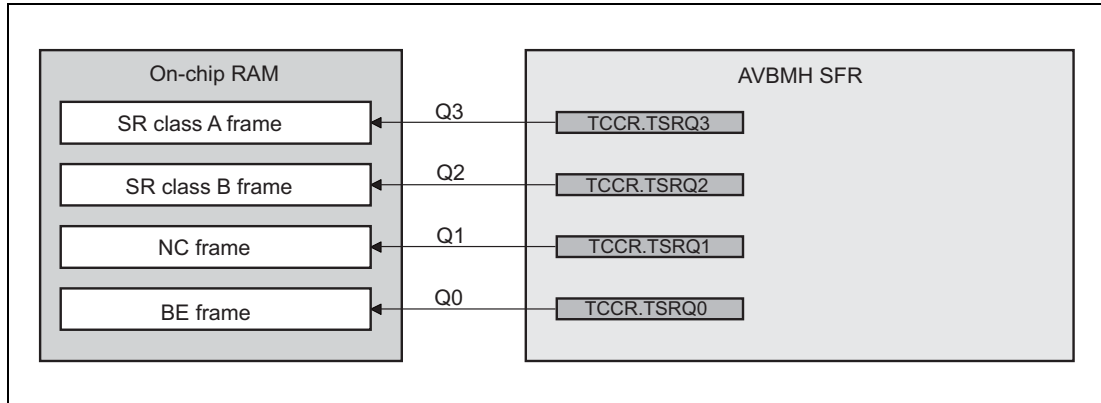 On-chip RAM
AVBMH SFR
SR class A frame
Q3
TCCR.TSRQ3
SR class B frame
Q2
TCCR.TSRQ2
NC frame
Q1
TCCR.TSRQ1
BE frame
Q0
TCCR.TSRQ0